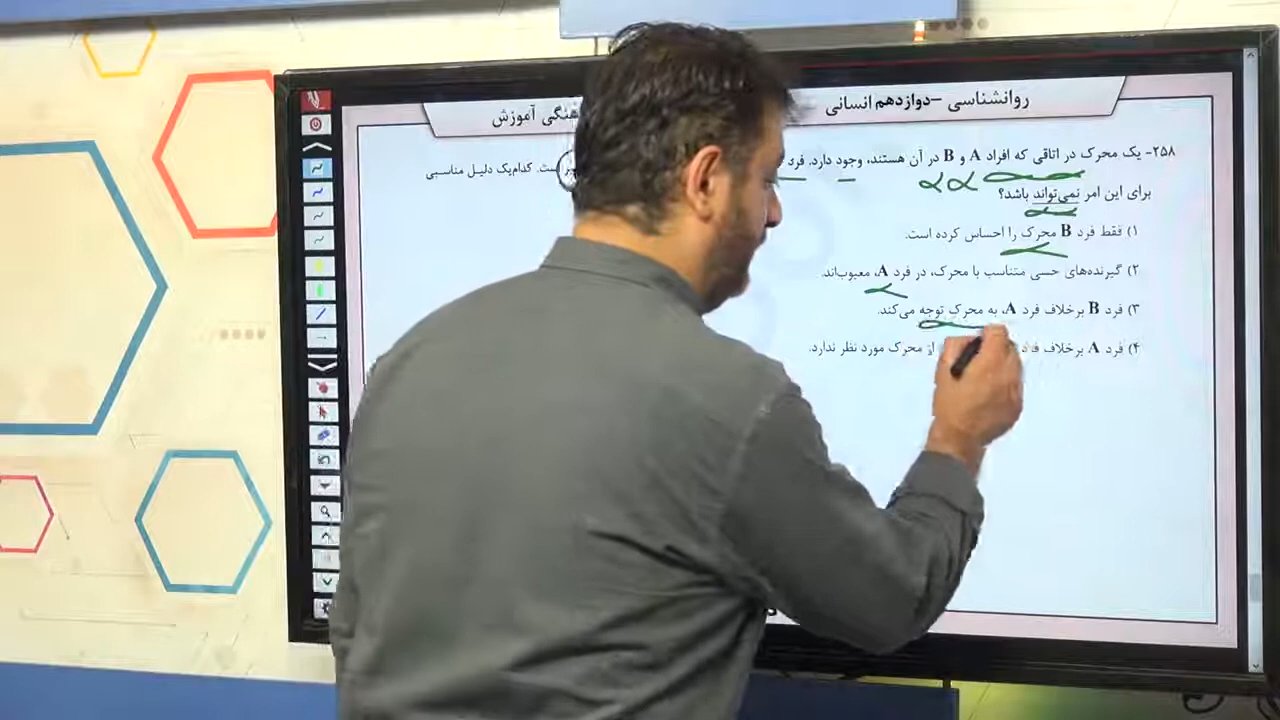 روانشناسی –دوازدهم انسانی
هنگی آموزش
۲۵۸- یک محرک در اتاقی که افراد A و B در آن هستند، وجود دارد. فرد است. کدام‌یک دلیل مناسبی
برای این امر نمی‌تواند باشد؟
۱) فقط فرد B محرک را احساس کرده است.
۲) گیرنده‌های حسی متناسب با محرک، در فرد A، معیوب‌اند.
۳) فرد B برخلاف فرد A، به محرک توجه می‌کند.
۴) فرد A برخلاف از محرک مورد نظر ندارد.